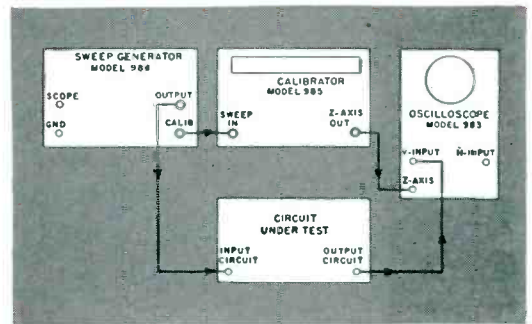 SWEEP GENERATOR
MODEL 984
SCOPE
OUTPUT
GND
CALIB
CALIBRATOR
MODEL 985
SWEEP
IN
Z-AXIS
OUT
OSCILLOSCOPE
MODEL 983
V-INPUT
H-INPUT
Z-AXIS
CIRCUIT
UNDER TEST
INPUT
CIRCUIT
OUTPUT
CIRCUIT